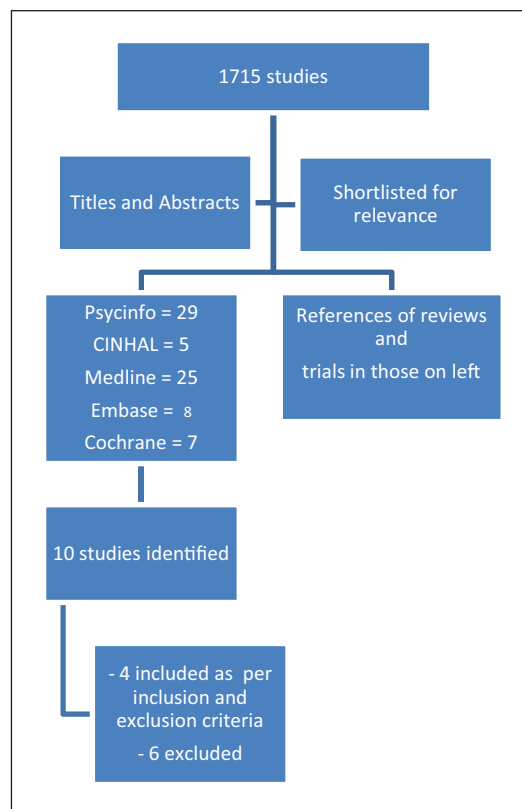 1715 studies
Titles and Abstracts
Shortlisted for
relevance
Psycinfo = 29
CINHAL = 5
Medline = 25
Embase = 8
Cochrane = 7
References of reviews
and
trials in those on left
10 studies identified
- 4 included as per
inclusion and
exclusion criteria
- 6 excluded